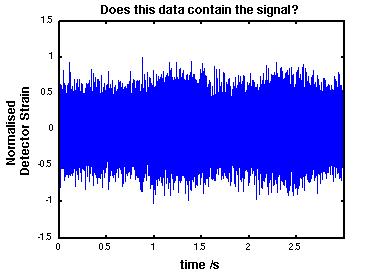 Does this data contain the signal?
1.5
1
0.5
0
-0.5
-1
-1.5
Normalised
Detector Strain
0 0.5 1 1.5 2 2.5
time /s